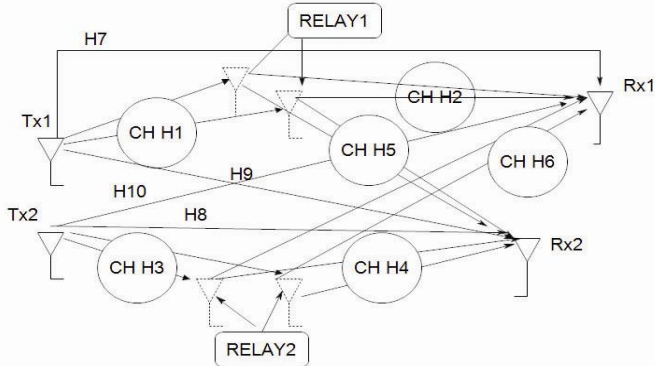 RELAY1
H7
Rx1
CH H2
Tx1
CH H1
CH H5
CH H6
H9
H10
Tx2
H8
Rx2
CH H3
CH H4
RELAY2